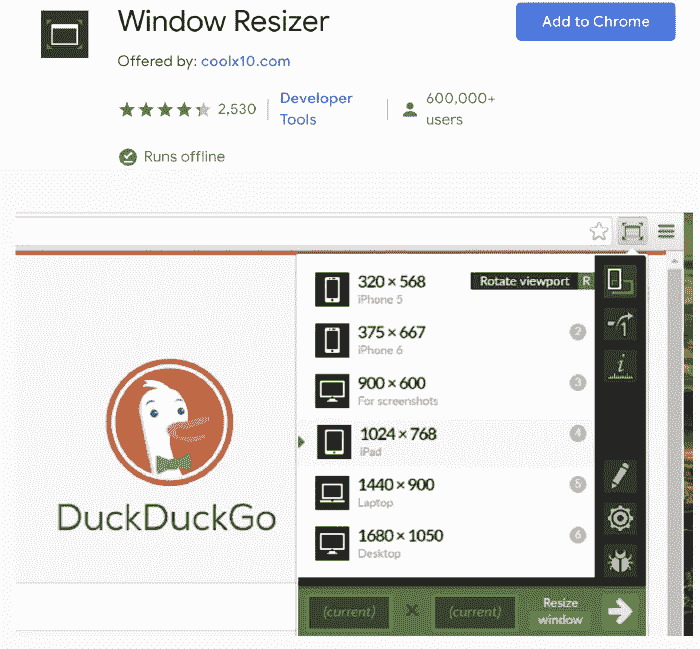 Window Resizer
Add to Chrome
Offered by: coolx10.com
2,530
Developer
Tools
600,000+
users
Runs offline
320 × 568
iPhone 5
Rotate viewport R
375 × 667
iPhone 6
2
900 × 600
For screenshots
3
1024 × 768
iPad
4
1440 × 900
Laptop
5
1680 × 1050
Desktop
6
DuckDuckGo
(current) × (current)
Resize
window